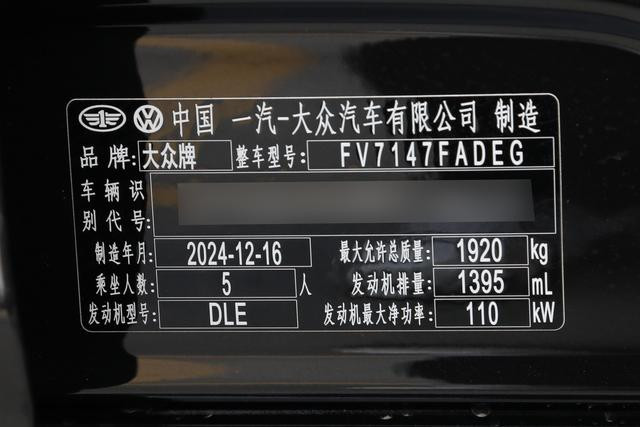 中国 一汽-大众汽车有限公司 制造
品牌: 大众牌 整车型号: FV7147FADEG
车辆识
别代号:
制造年月: 2024-12-16 最大允许总质量: 1920 kg
乘坐人数: 5 人 发动机排量: 1395 mL
发动机型号: DLE 发动机最大净功率: 110 kW